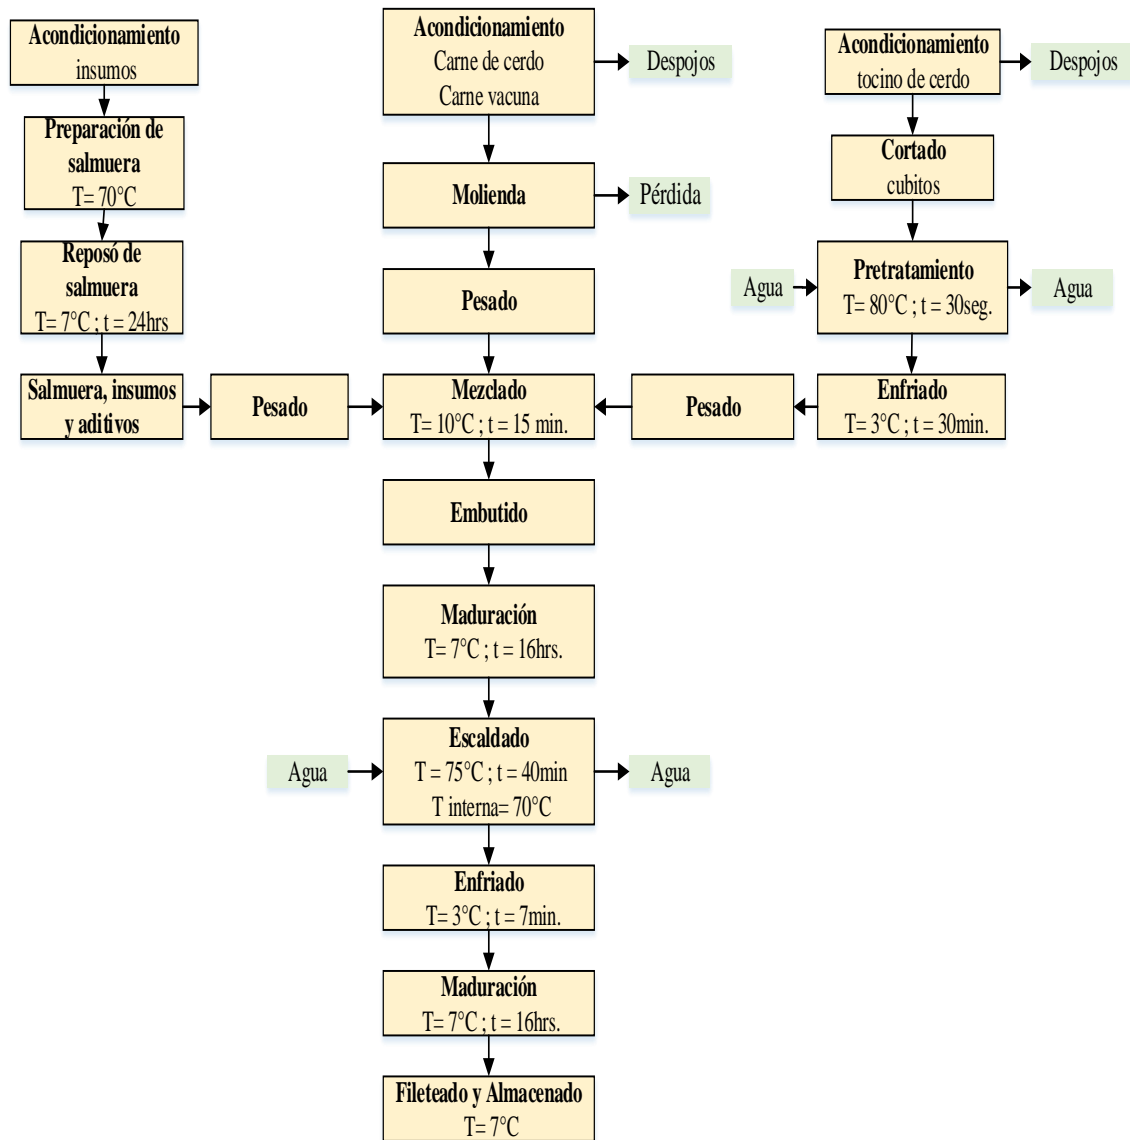 Acondicionamiento
insumos
Preparación de
salmuera
T= 70°C
Reposó de
salmuera
T= 7°C ; t = 24hrs
Salmuera, insumos
y aditivos
Pesado
Acondicionamiento
Carne de cerdo
Carne vacuna
Despojos
Molienda
Pérdida
Pesado
Mezclado
T= 10°C ; t = 15 min.
Acondicionamiento
tocino de cerdo
Despojos
Cortado
cubitos
Agua
Pretratamiento
T= 80°C ; t = 30seg.
Agua
Enfriado
T= 3°C ; t = 30min.
Pesado
Embutido
Maduración
T= 7°C ; t = 16hrs.
Agua
Escaldado
T = 75°C ; t = 40min
T interna= 70°C
Agua
Enfriado
T= 3°C ; t = 7min.
Maduración
T= 7°C ; t = 16hrs.
Fileteado y Almacenado
T= 7°C